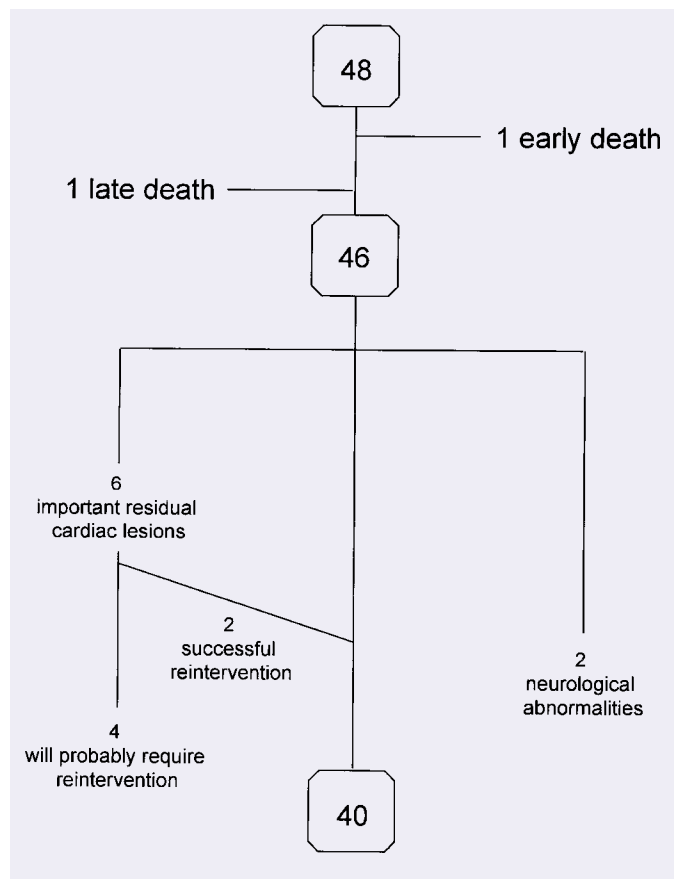 48
1 early death
1 late death
46
6
important residual
cardiac lesions
2
successful
reintervention
2
neurological
abnormalities
4
will probably require
reintervention
40